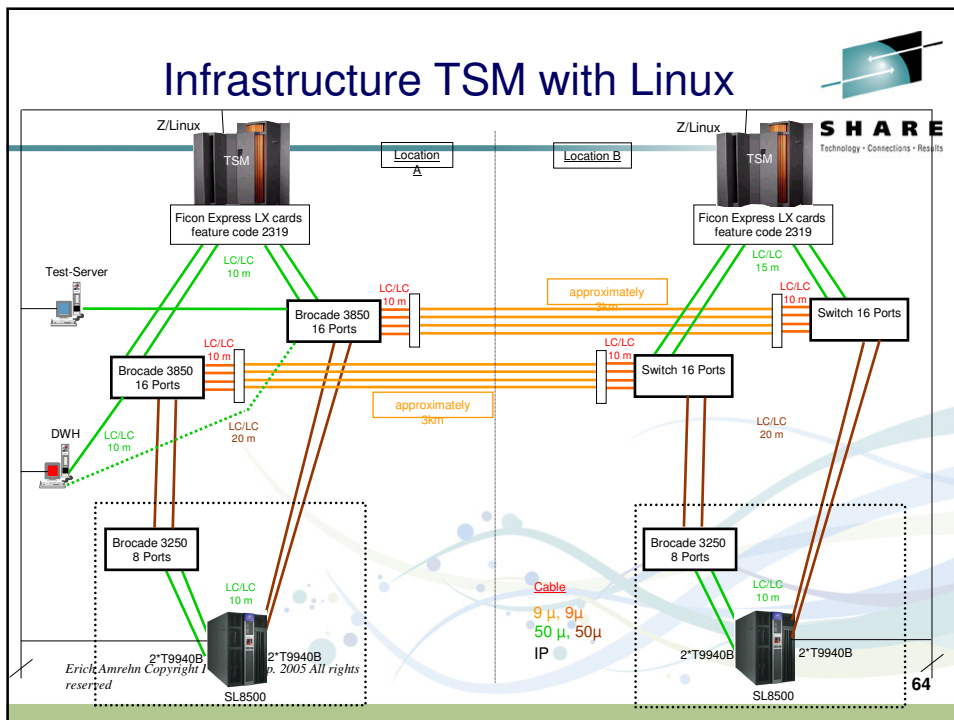 Infrastructure TSM with Linux
SHARE
Technology · Connections · Results
Z/Linux
TSM
Location
A
Location B
Z/Linux
TSM
Ficon Express LX cards
feature code 2319
Ficon Express LX cards
feature code 2319
LC/LC
10 m
LC/LC
15 m
Test-Server
LC/LC
10 m
approximately
3km
LC/LC
10 m
Brocade 3850
16 Ports
Switch 16 Ports
LC/LC
10 m
LC/LC
10 m
Brocade 3850
16 Ports
Switch 16 Ports
approximately
3km
DWH
LC/LC
10 m
LC/LC
20 m
LC/LC
20 m
Brocade 3250
8 Ports
Brocade 3250
8 Ports
LC/LC
10 m
LC/LC
10 m
Cable
9 µ, 9µ
50 µ, 50µ
IP
2*T9940B
2*T9940B
2*T9940B
2*T9940B
Erich Amrehn Copyright I p. 2005 All rights
reserved
SL8500
SL8500
64